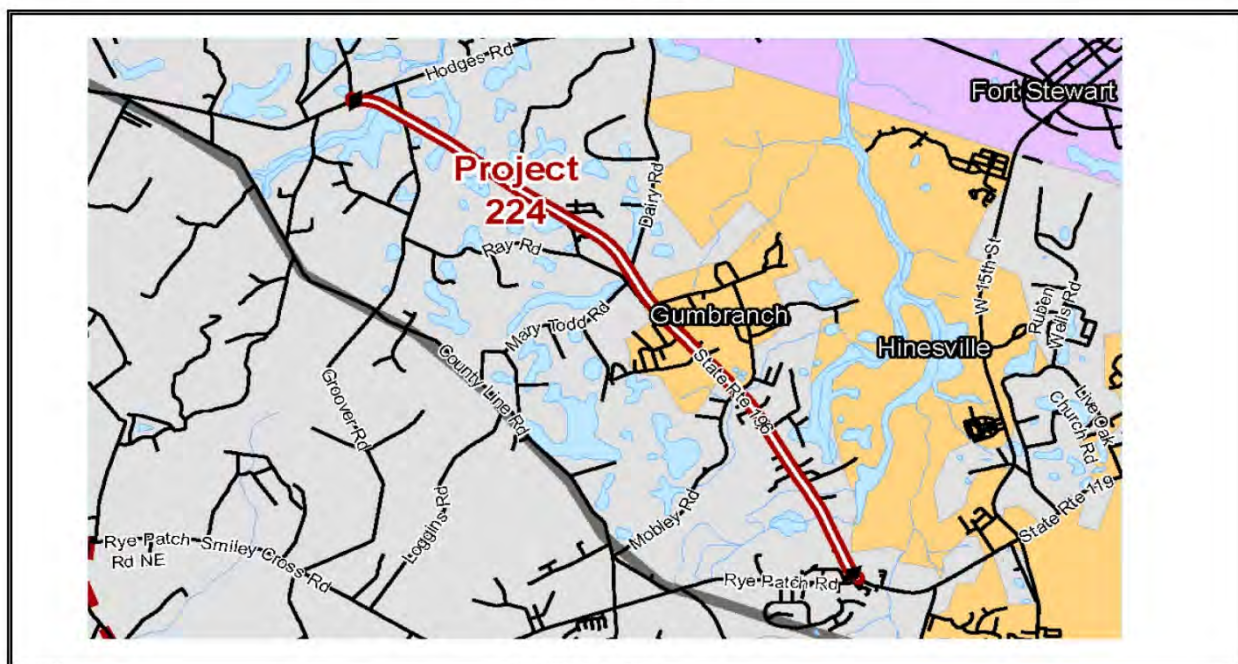 Hodges Rd
Fort Stewart
Project
224
Dairy Rd
Ray Rd
W 15th St
Ruben
Wells Rd
Gumbranch
Hinesville
Mary Todd Rd
State Rte 196
County Line Rd
Groover Rd
Live Oak
Church Rd
Loggins Rd
State Rte 119
Mobley Rd
Rye Patch
Rd NE
Smiley Cross Rd
Rye Patch Rd